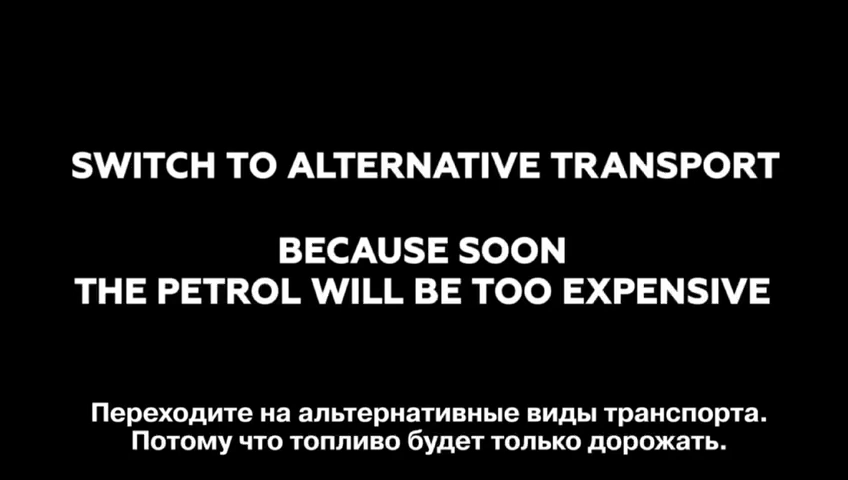 SWITCH TO ALTERNATIVE TRANSPORT
BECAUSE SOON
THE PETROL WILL BE TOO EXPENSIVE
Переходите на альтернативные виды транспорта.
Потому что топливо будет только дорожать.